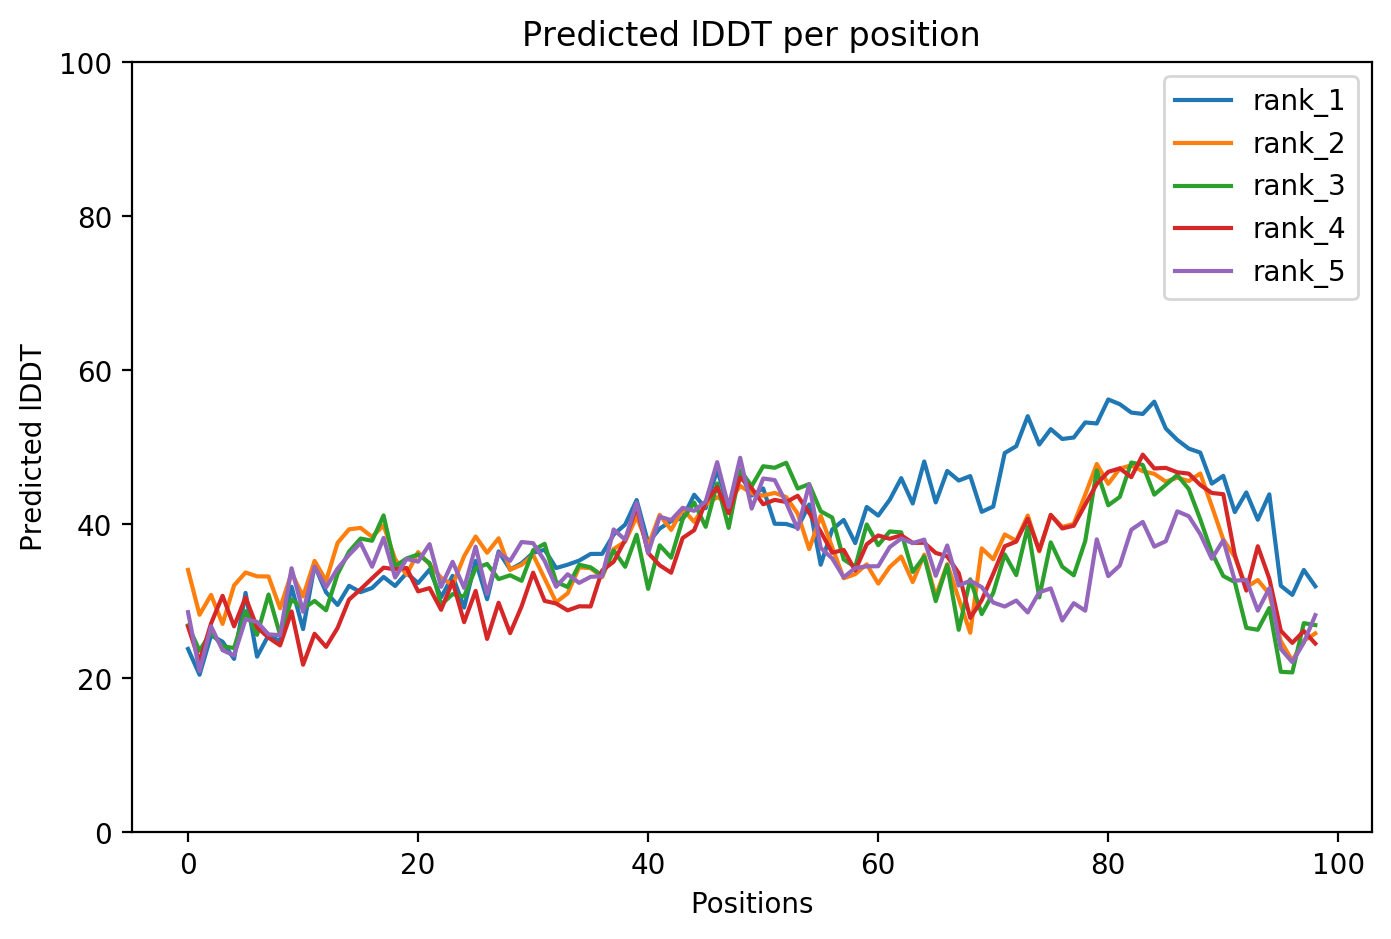 Predicted lDDT per position
100
80
60
40
20
0
Predicted lDDT
0 20 40 60 80 100
Positions
rank_1
rank_2
rank_3
rank_4
rank_5